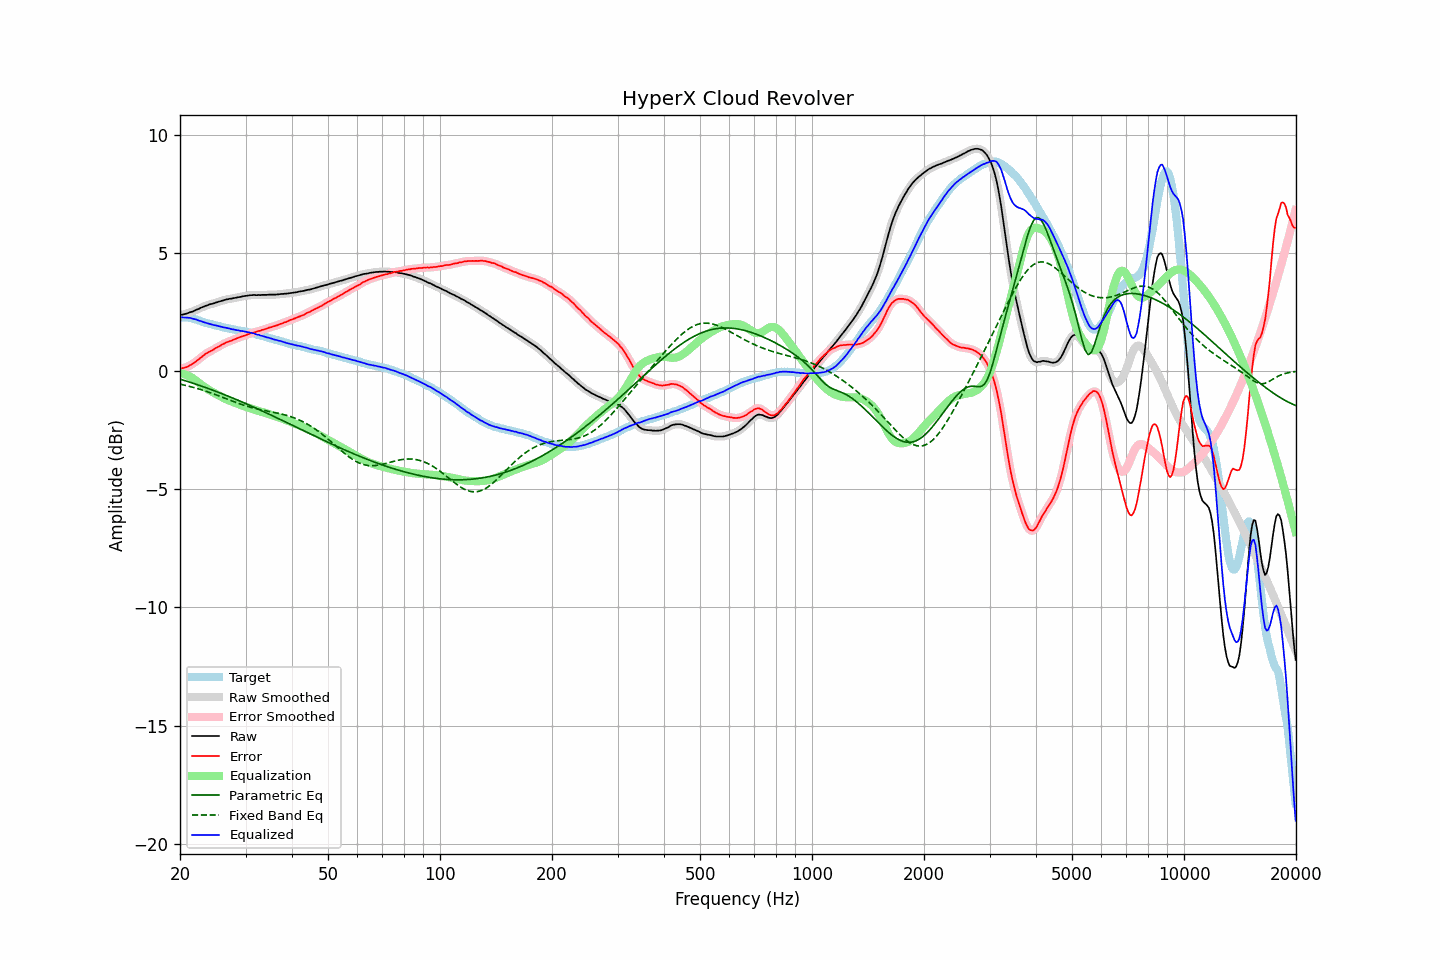 HyperX Cloud Revolver
10
5
0
−5
−10
−15
−20
Amplitude (dBr)
Target
Raw Smoothed
Error Smoothed
Raw
Error
Equalization
Parametric Eq
Fixed Band Eq
Equalized
20 50 100 200 500 1000 2000 5000 10000 20000
Frequency (Hz)